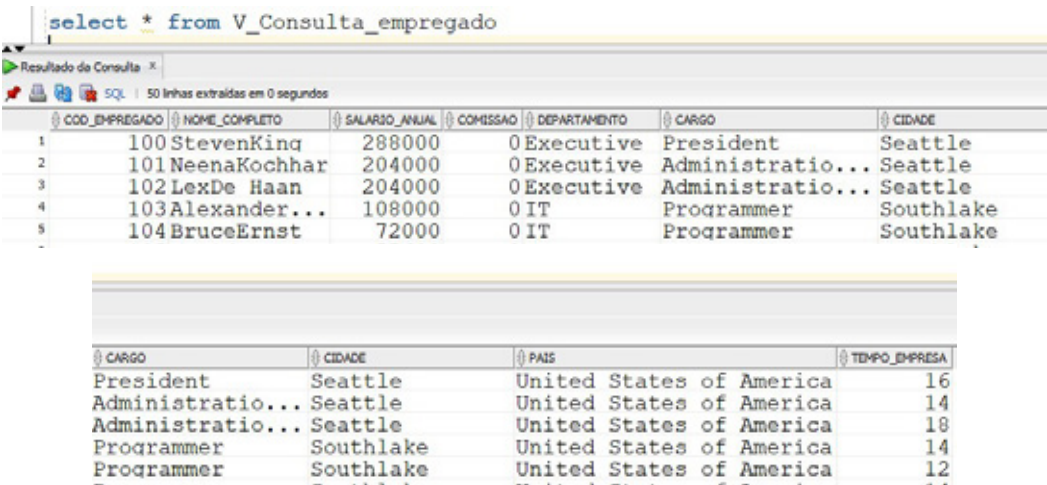 select * from V_Consulta_empregado
Resultado da Consulta x
SQL | 50 linhas extraídas em 0 segundos
COD_EMPREGADO NOME_COMPLETO SALARIO_ANUAL COMISSAO DEPARTAMENTO CARGO CIDADE
1 100 StevenKing 288000 0 Executive President Seattle
2 101 NeenaKochhar 204000 0 Executive Administratio... Seattle
3 102 LexDe Haan 204000 0 Executive Administratio... Seattle
4 103 Alexander... 108000 0 IT Programmer Southlake
5 104 BruceErnst 72000 0 IT Programmer Southlake
CARGO CIDADE PAIS TEMPO_EMPRESA
President Seattle United States of America 16
Administratio... Seattle United States of America 14
Administratio... Seattle United States of America 18
Programmer Southlake United States of America 14
Programmer Southlake United States of America 12